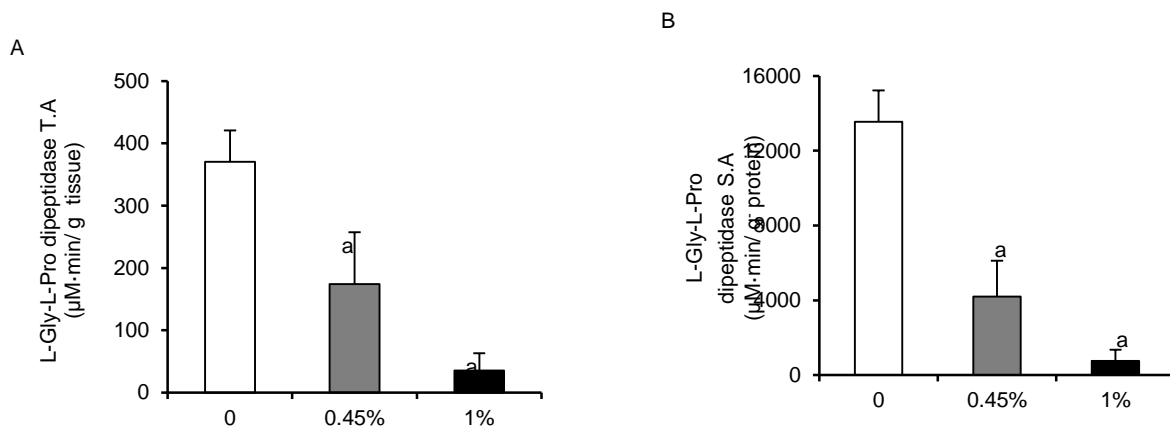 A
L-Gly-L-Pro dipeptidase T.A
(µM·min/ g tissue)
500
400
300
200
100
0
a
a
0 0.45% 1%
B
L-Gly-L-Pro
dipeptidase S.A
(µM·min/ g protein)
16000
12000
8000
4000
0
a
a
0 0.45% 1%